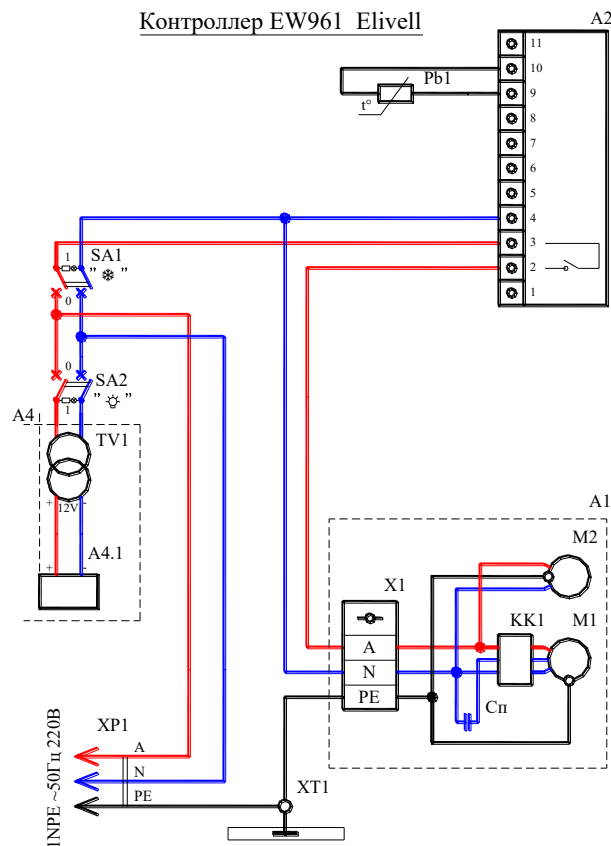 Контроллер EW961 Elivell
A2
11
10
9
8
7
6
5
4
3
2
1
Pb1
t°
SA1
1
" ❄ "
0
0
SA2
1
" "
A4
TV1
+ 12V -
+ -
A4.1
A1
M2
X1
KK1
M1
A
N
PE
Сп
XP1
A
N
PE
1NPE ~50Гц 220В
XT1